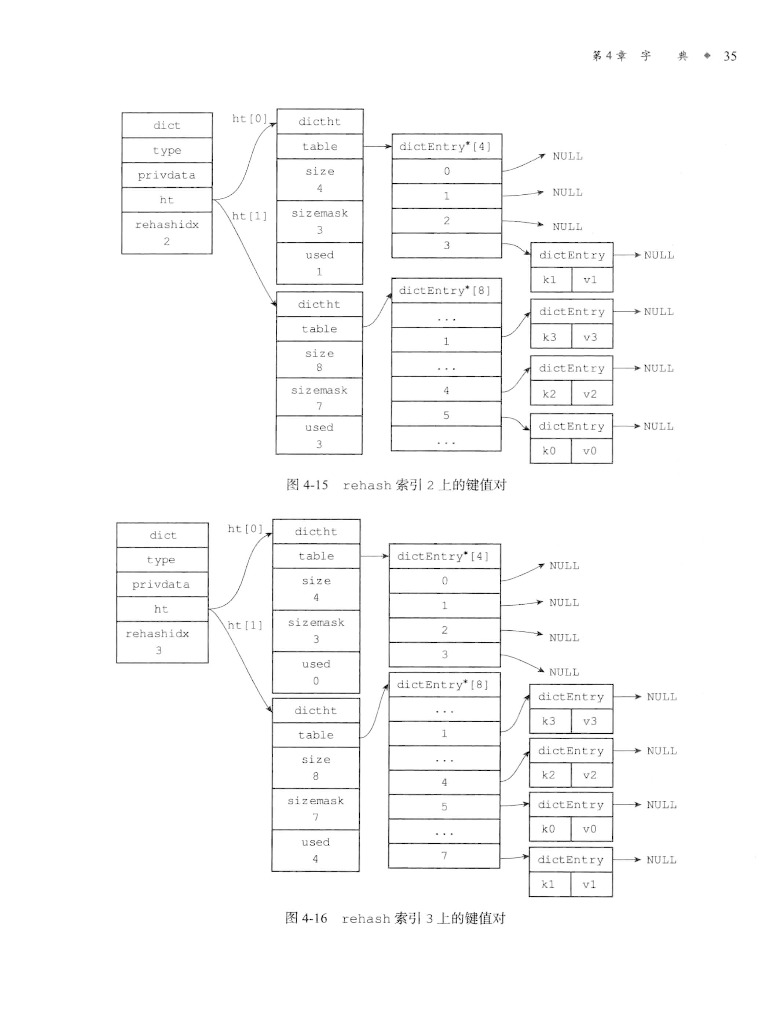 第4章 字 典 ◆ 35
dict
type
privdata
ht
rehashidx
2
ht[0]
ht[1]
dictht
table
size
4
sizemask
3
used
1
dictht
table
size
8
sizemask
7
used
3
dictEntry*[4]
0
1
2
3
NULL
NULL
NULL
dictEntry*[8]
...
1
...
4
5
...
dictEntry
k1 v1
NULL
dictEntry
k3 v3
NULL
dictEntry
k2 v2
NULL
dictEntry
k0 v0
NULL
图 4-15 rehash 索引 2 上的键值对
dict
type
privdata
ht
rehashidx
3
ht[0]
ht[1]
dictht
table
size
4
sizemask
3
used
0
dictht
table
size
8
sizemask
7
used
4
dictEntry*[4]
0
1
2
3
NULL
NULL
NULL
NULL
dictEntry*[8]
...
1
...
4
5
...
7
dictEntry
k3 v3
NULL
dictEntry
k2 v2
NULL
dictEntry
k0 v0
NULL
dictEntry
k1 v1
NULL
图 4-16 rehash 索引 3 上的键值对